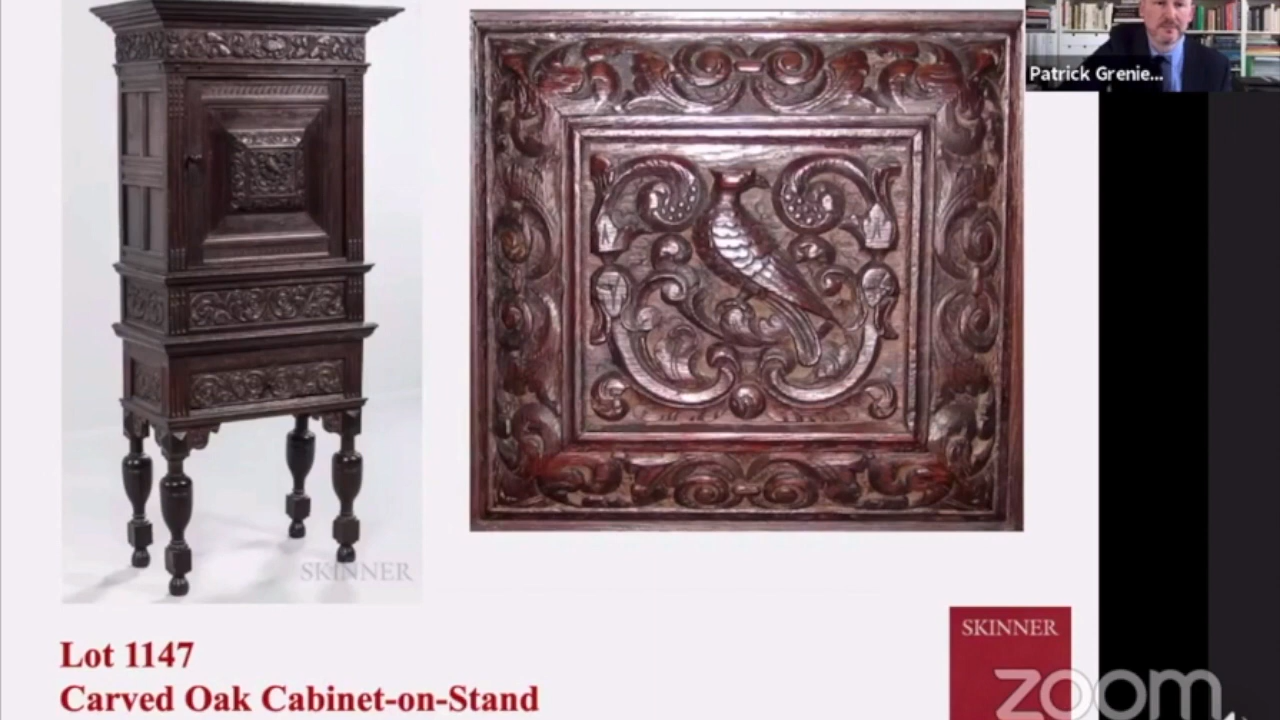 Patrick Grenie...
SKINNER
SKINNER
Lot 1147
Carved Oak Cabinet-on-Stand
zoom